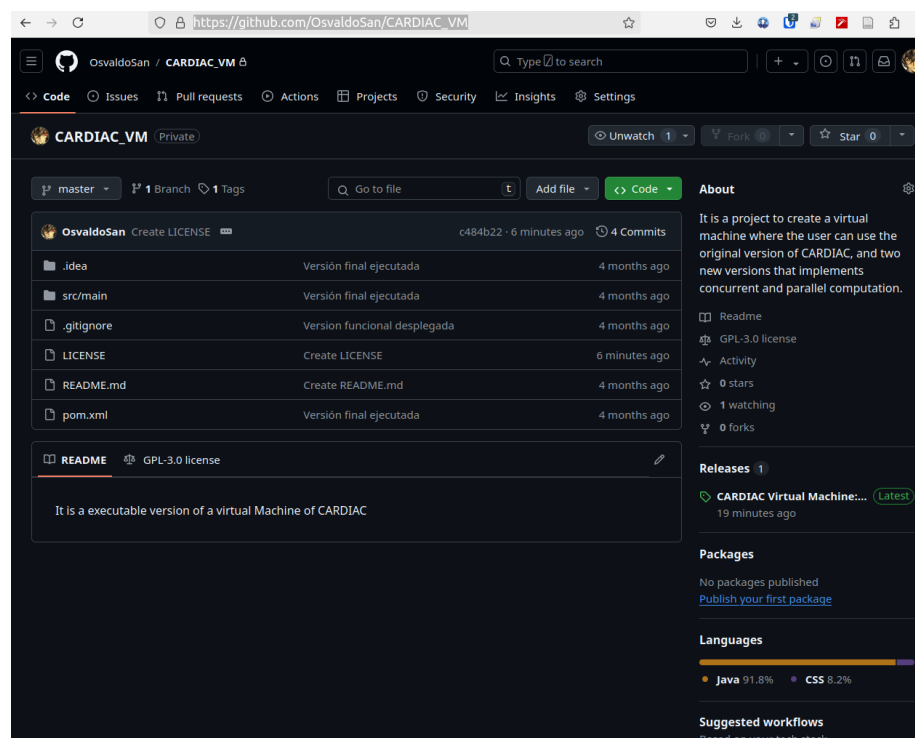 https://github.com/OsvaldoSan/CARDIAC_VM
2
OsvaldoSan / CARDIAC_VM
Type / to search
Code Issues Pull requests Actions Projects Security Insights Settings
CARDIAC_VM Private
Unwatch 1 Fork 0 Star 0
master 1 Branch 1 Tags Go to file t Add file Code
OsvaldoSan Create LICENSE c484b22 · 6 minutes ago 4 Commits
.idea Versión final ejecutada 4 months ago
src/main Versión final ejecutada 4 months ago
.gitignore Version funcional desplegada 4 months ago
LICENSE Create LICENSE 6 minutes ago
README.md Create README.md 4 months ago
pom.xml Versión final ejecutada 4 months ago
README GPL-3.0 license
It is a executable version of a virtual Machine of CARDIAC
About
It is a project to create a virtual
machine where the user can use the
original version of CARDIAC, and two
new versions that implements
concurrent and parallel computation.
Readme
GPL-3.0 license
Activity
0 stars
1 watching
0 forks
Releases 1
CARDIAC Virtual Machine:... Latest
19 minutes ago
Packages
No packages published
Publish your first package
Languages
Java 91.8% CSS 8.2%
Suggested workflows